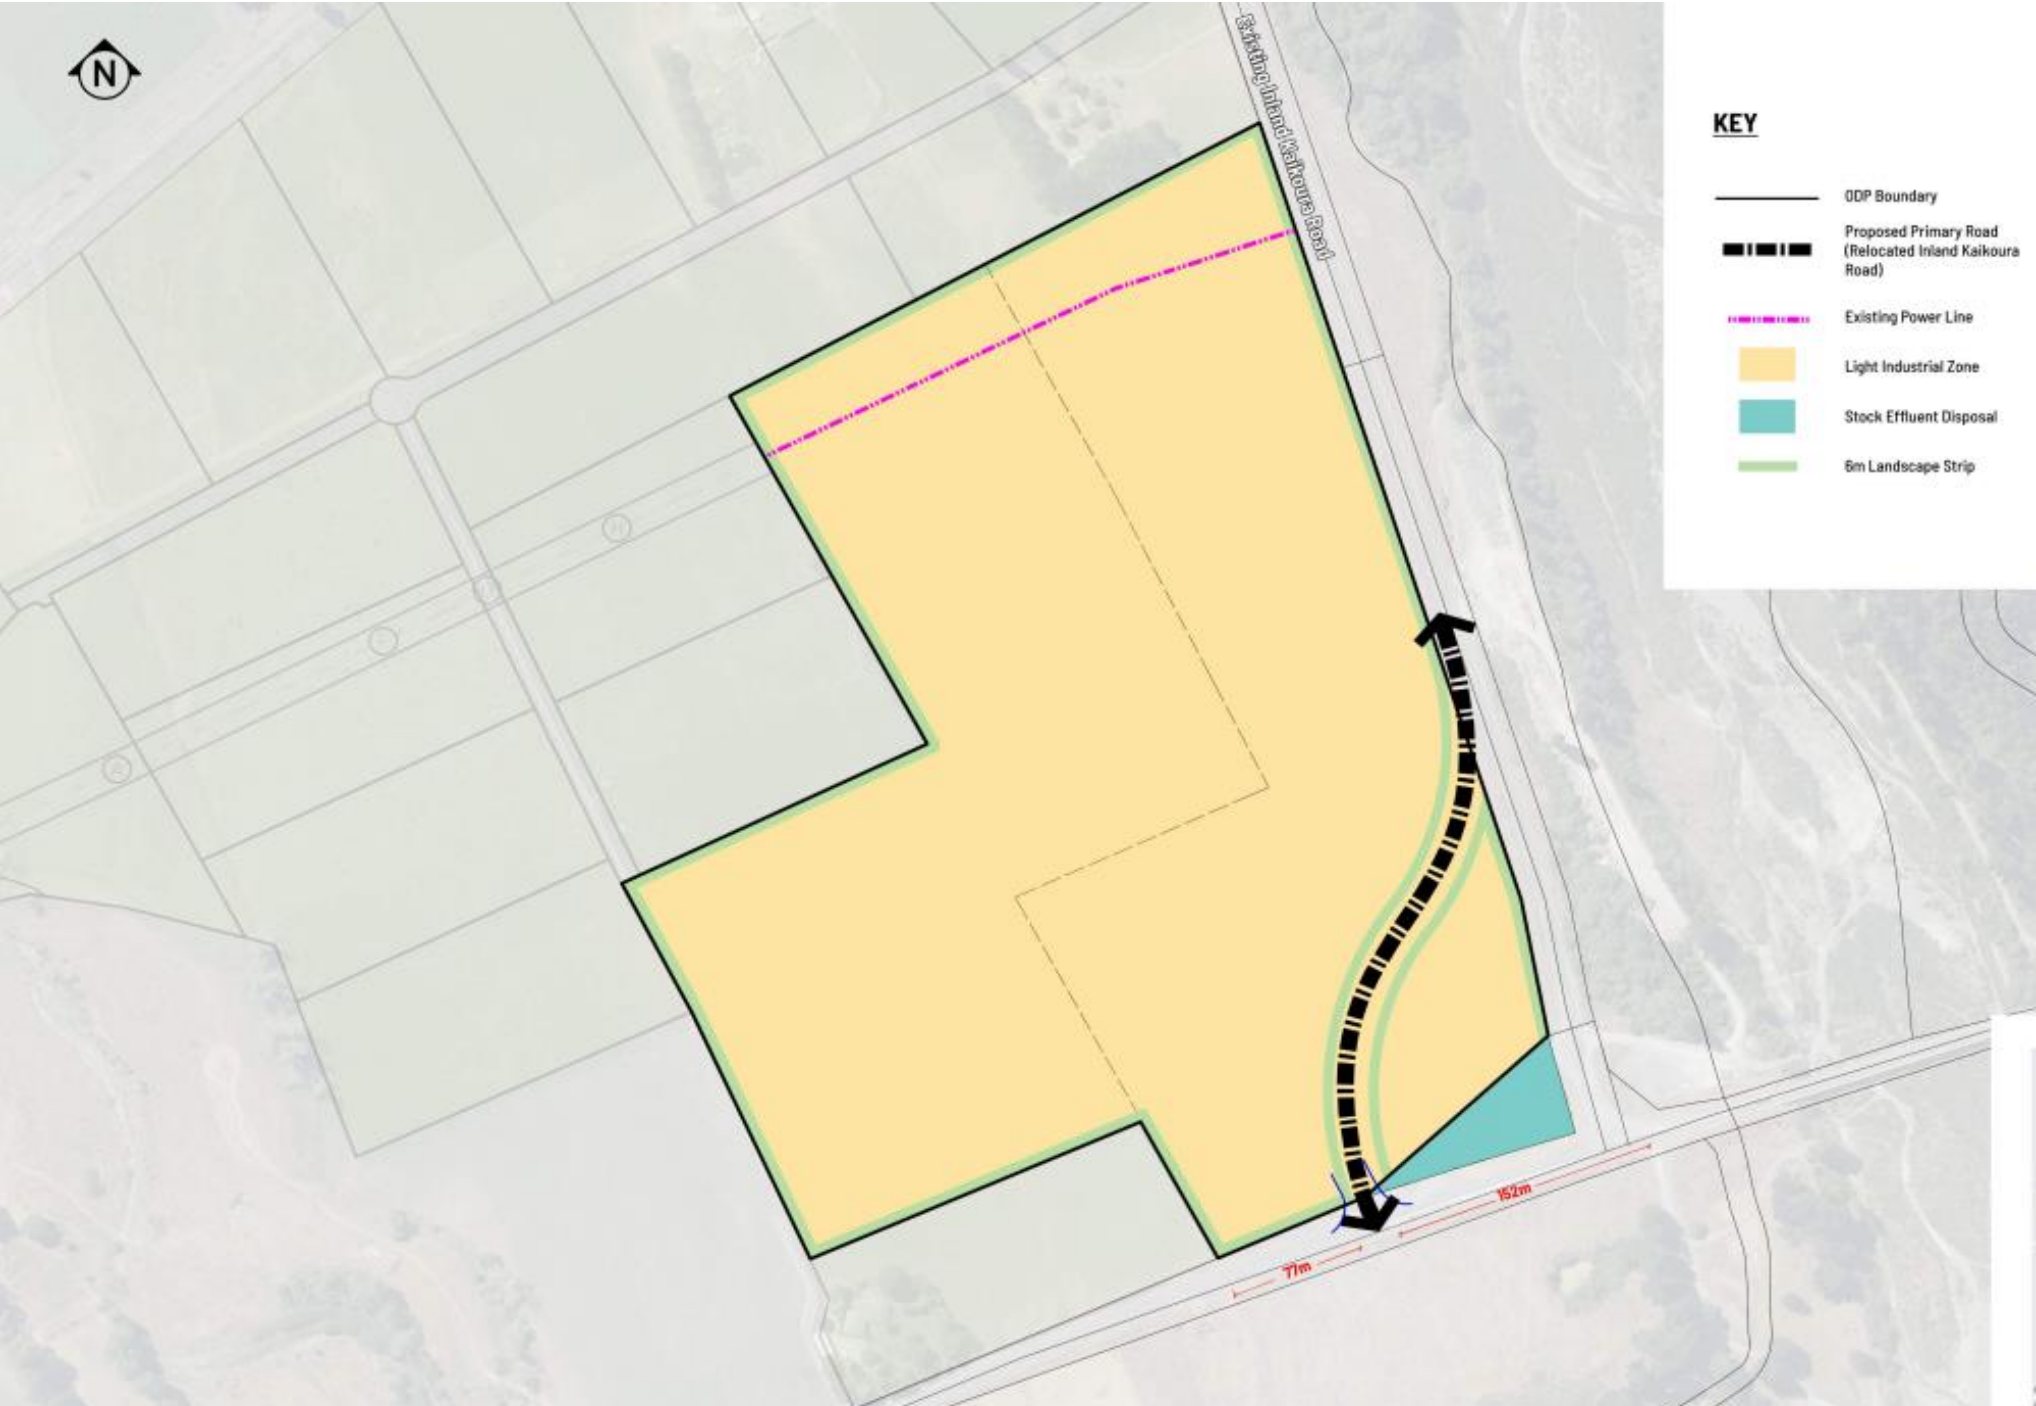 N
Existing Inland Kaikoura Road
KEY
ODP Boundary
Proposed Primary Road
(Relocated Inland Kaikoura
Road)
Existing Power Line
Light Industrial Zone
Stock Effluent Disposal
6m Landscape Strip
H
A
152m
77m